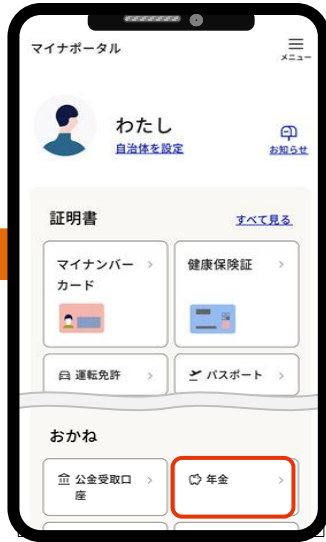 マイナポータル
メニュー
わたし
自治体を設定
お知らせ
証明書
すべて見る
マイナンバー
カード
健康保険証
運転免許
パスポート
おかね
公金受取口
座
年金